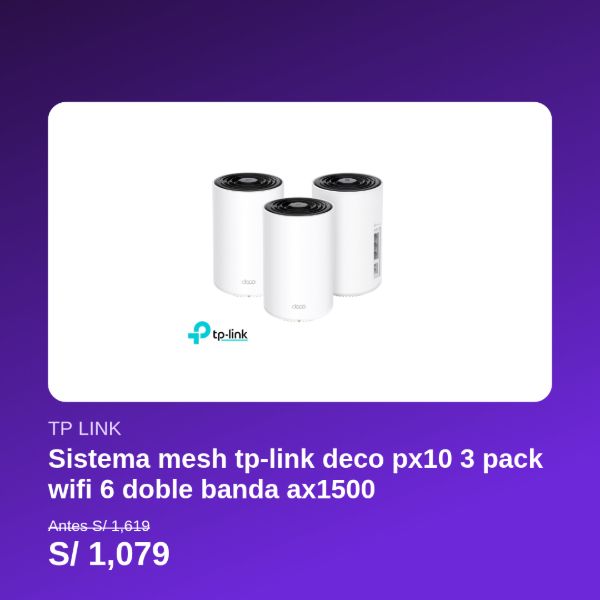 deco
deco
tp-link
TP LINK
Sistema mesh tp-link deco px10 3 pack
wifi 6 doble banda ax1500
Antes S/ 1,619
S/ 1,079